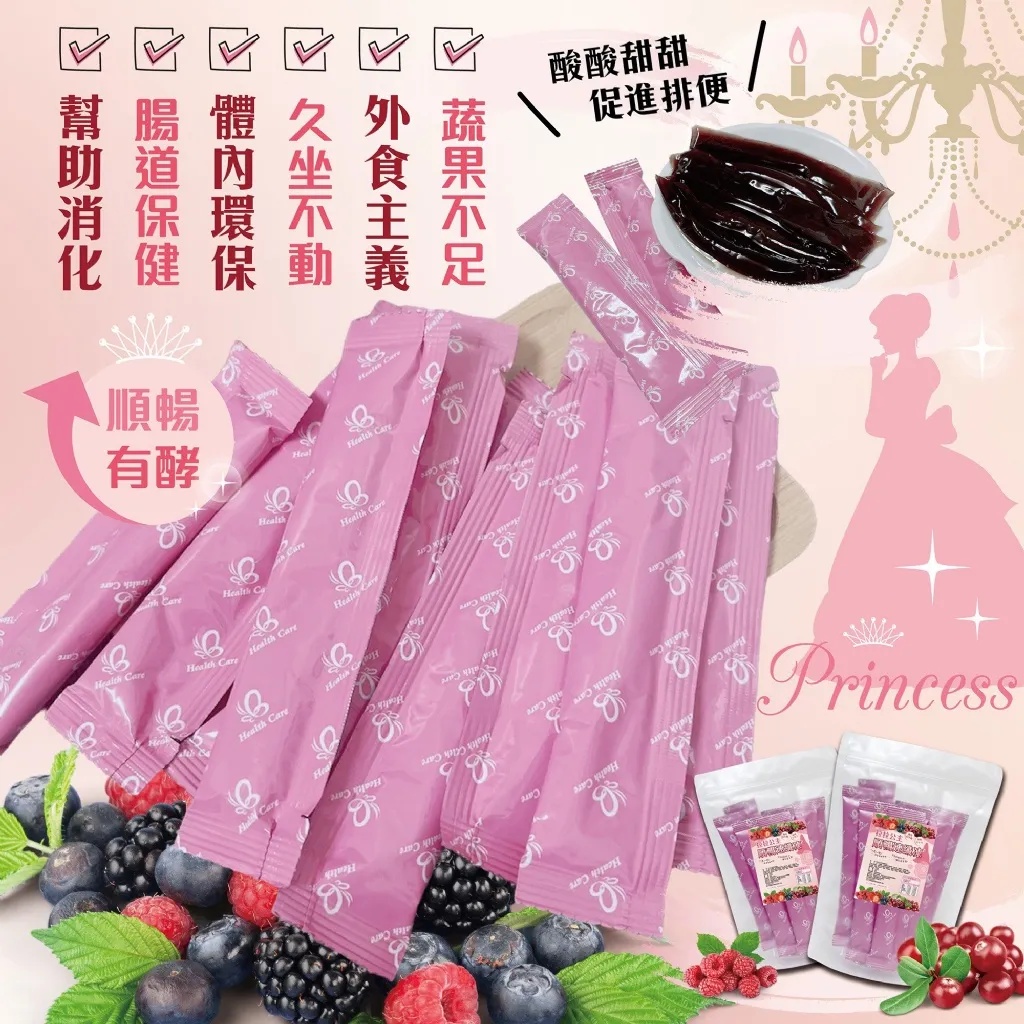 蔬果不足
外食主義
久坐不動
體內環保
腸道保健
幫助消化
酸酸甜甜
促進排便
順暢
有酵
Health Care
Princess